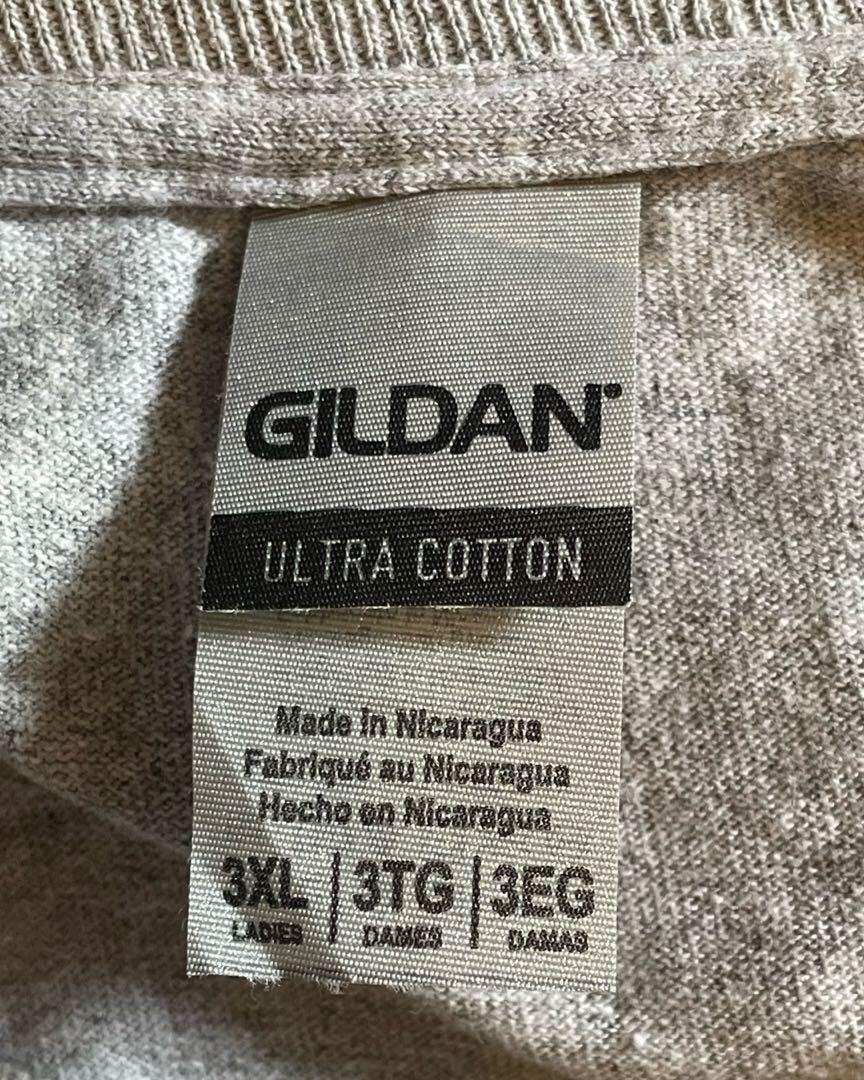 GILDAN
ULTRA COTTON
Made in Nicaragua
Fabriqué au Nicaragua
Hecho en Nicaragua
3XL | 3TG | 3EG
LADIES DAMES DAMAS